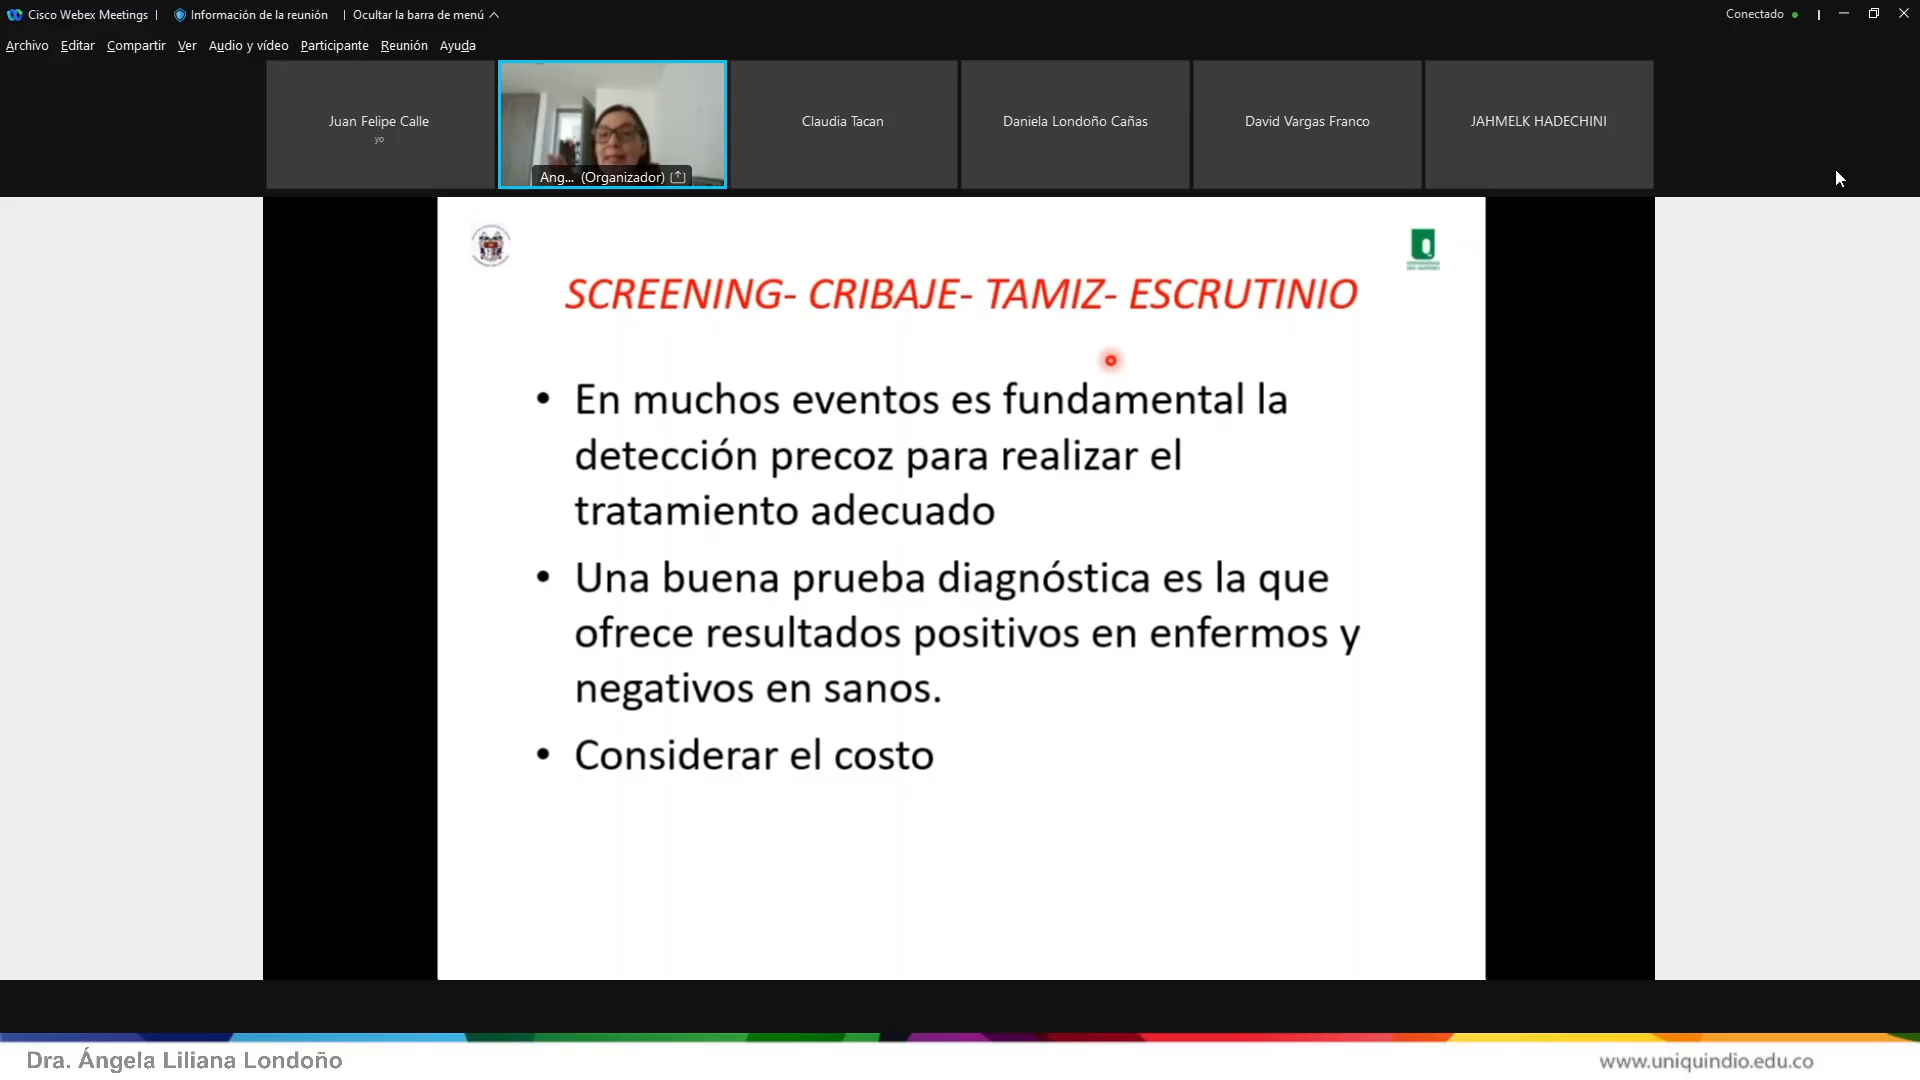 Cisco Webex Meetings | Información de la reunión | Ocultar la barra de menú
Conectado
Archivo Editar Compartir Ver Audio y vídeo Participante Reunión Ayuda
Juan Felipe Calle
yo
Ang... (Organizador)
Claudia Tacan
Daniela Londoño Cañas
David Vargas Franco
JAHMELK HADECHINI
SCREENING- CRIBAJE- TAMIZ- ESCRUTINIO
• En muchos eventos es fundamental la
detección precoz para realizar el
tratamiento adecuado
• Una buena prueba diagnóstica es la que
ofrece resultados positivos en enfermos y
negativos en sanos.
• Considerar el costo
Dra. Ángela Liliana Londoño
www.uniquindio.edu.co